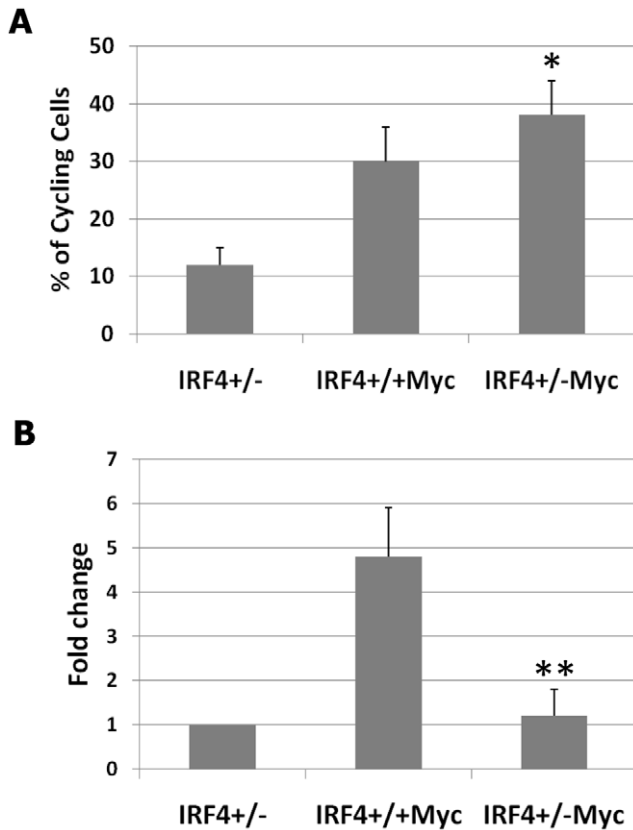 A
50
40
30
20
10
0
% of Cycling Cells
*
IRF4+/- IRF4+/+Myc IRF4+/-Myc
B
7
6
5
4
3
2
1
0
Fold change
**
IRF4+/- IRF4+/+Myc IRF4+/-Myc